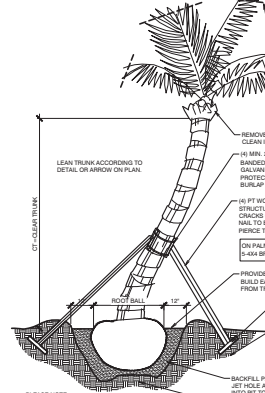 REMOVE
CLEAN
LEAN TRUNK ACCORDING TO
DETAIL OR ARROW ON PLAN.
(4) MIN.
BANDED
GALVAN
PROTEC
BURLAP
CT = CLEAR TRUNK
(4) PT WO
STRUCTU
CRACKS
NAIL TO
PIERCE T
ON PAL
5-4X4 BR
PROVIDE
BUILD EA
FROM TR
ROOT BALL
12"
BACKFILL P
JET HOLE A
INTO PIT TO